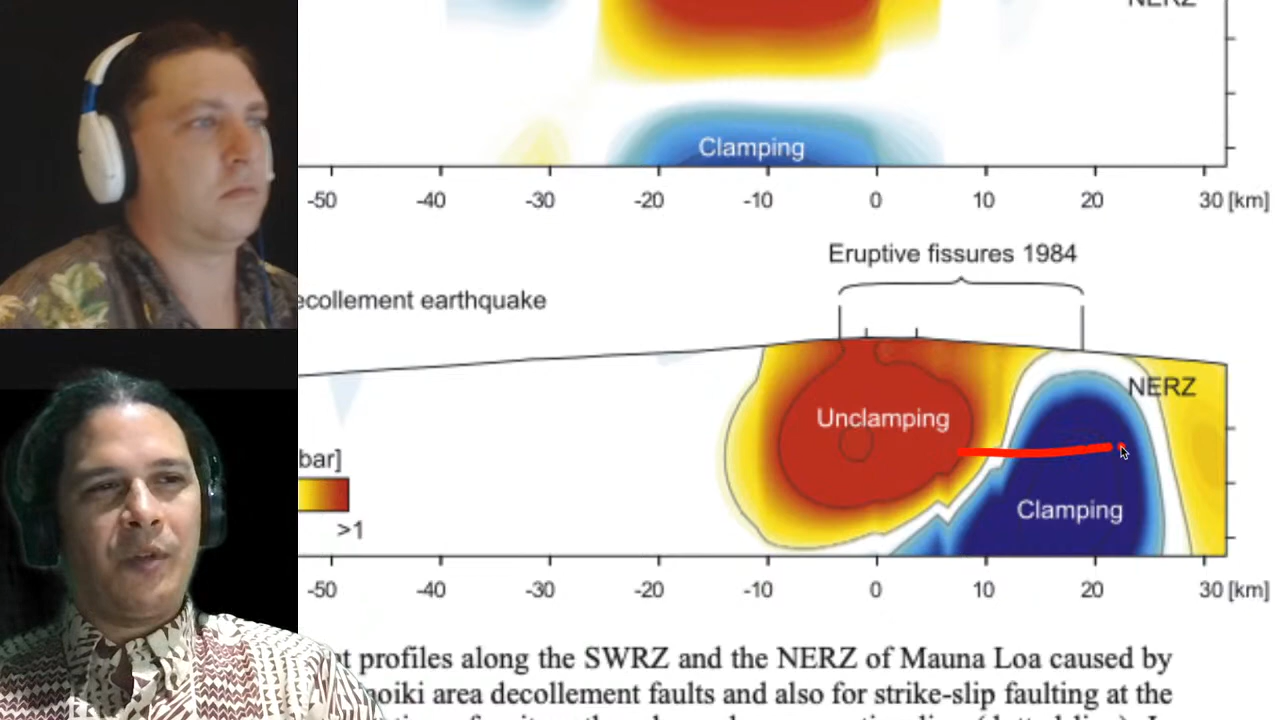 NERZ
Clamping
-50 -40 -30 -20 -10 0 10 20 30 [km]
Eruptive fissures 1984
ecollement earthquake
NERZ
Unclamping
bar]
Clamping
>1
-50 -40 -30 -20 -10 0 10 20 30 [km]
nt profiles along the SWRZ and the NERZ of Mauna Loa caused by
aoiki area decollement faults and also for strike-slip faulting at the